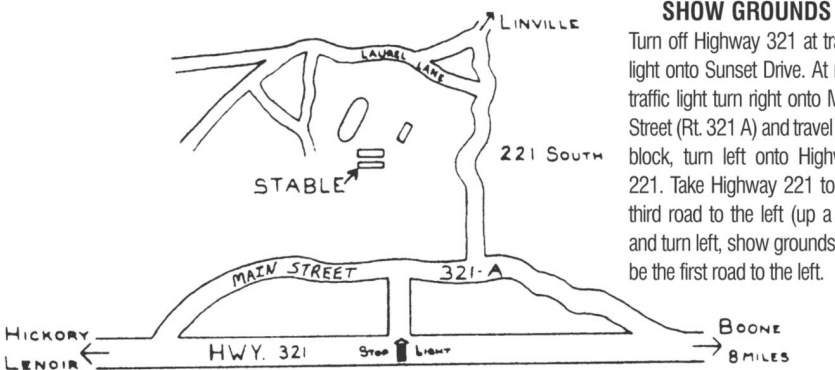 LINVILLE
LAUREL LANE
221 SOUTH
STABLE
MAIN STREET 321-A
HICKORY
LENOIR
HWY. 321
STOP LIGHT
BOONE
8 MILES
SHOW GROUNDS
Turn off Highway 321 at tra
light onto Sunset Drive. At
traffic light turn right onto M
Street (Rt. 321 A) and travel
block, turn left onto Highw
221. Take Highway 221 to
third road to the left (up a
and turn left, show grounds
be the first road to the left.